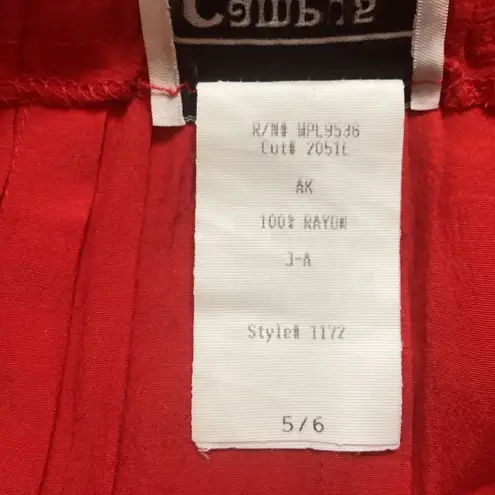 R/N# WPL9536
Cut# 2051L
AK
100% RAYON
J-A
Style# 1172
5/6